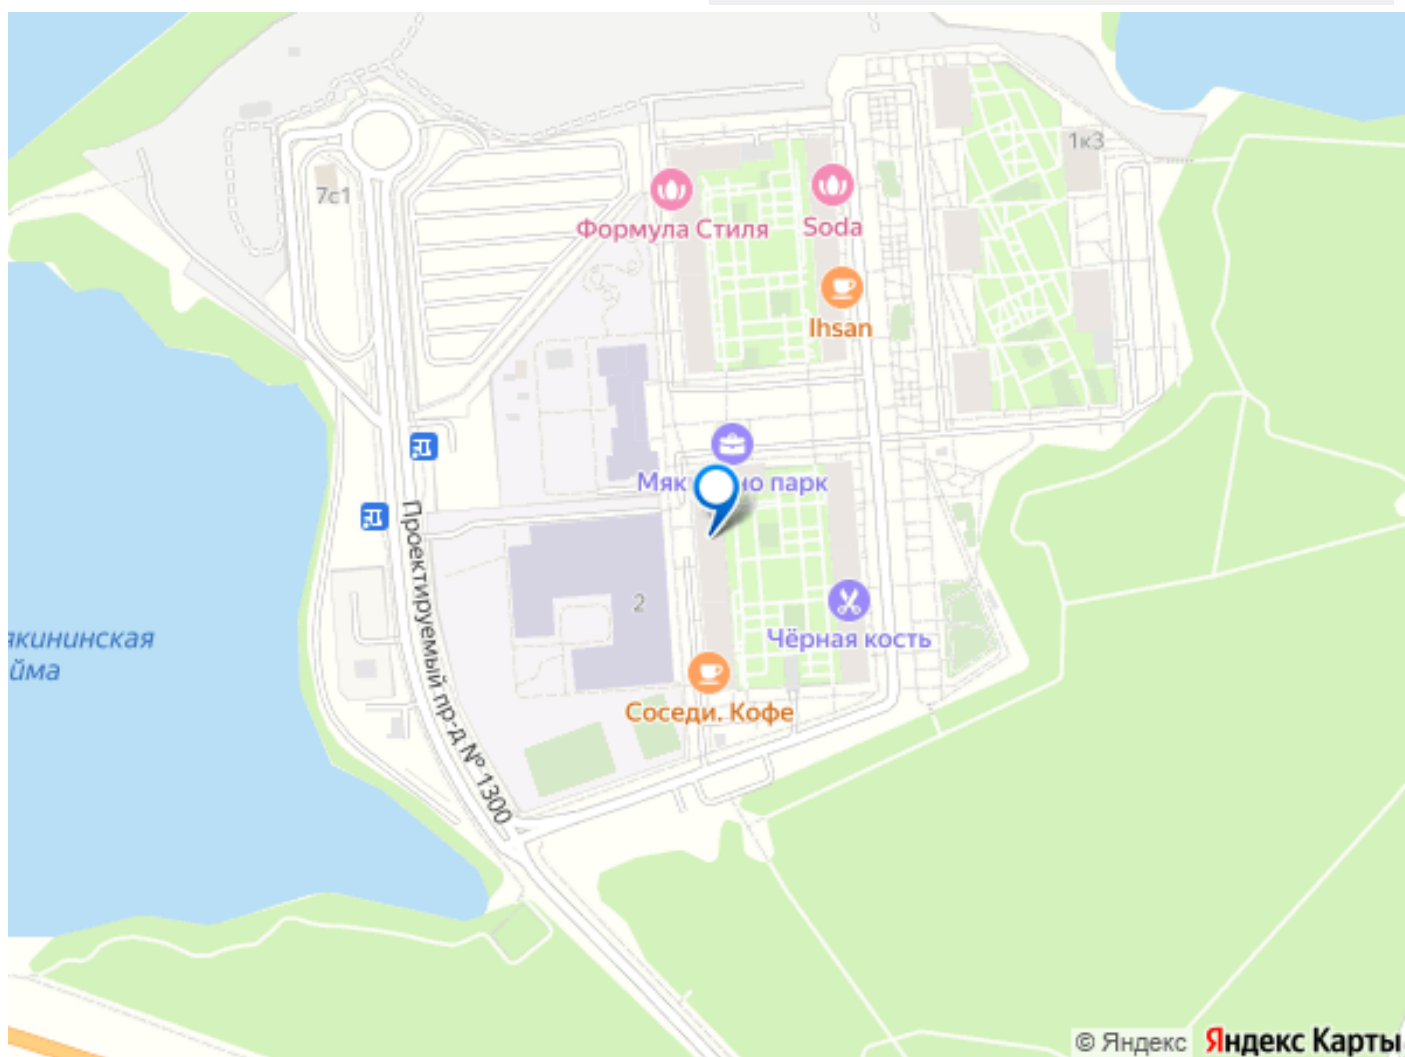 1к3
7с1
Формула Стиля
Soda
Ihsan
Мяк но парк
Проектируемый пр-д № 1300
2
якининская
йма
Чёрная кость
Соседи. Кофе
© Яндекс Яндекс Карты